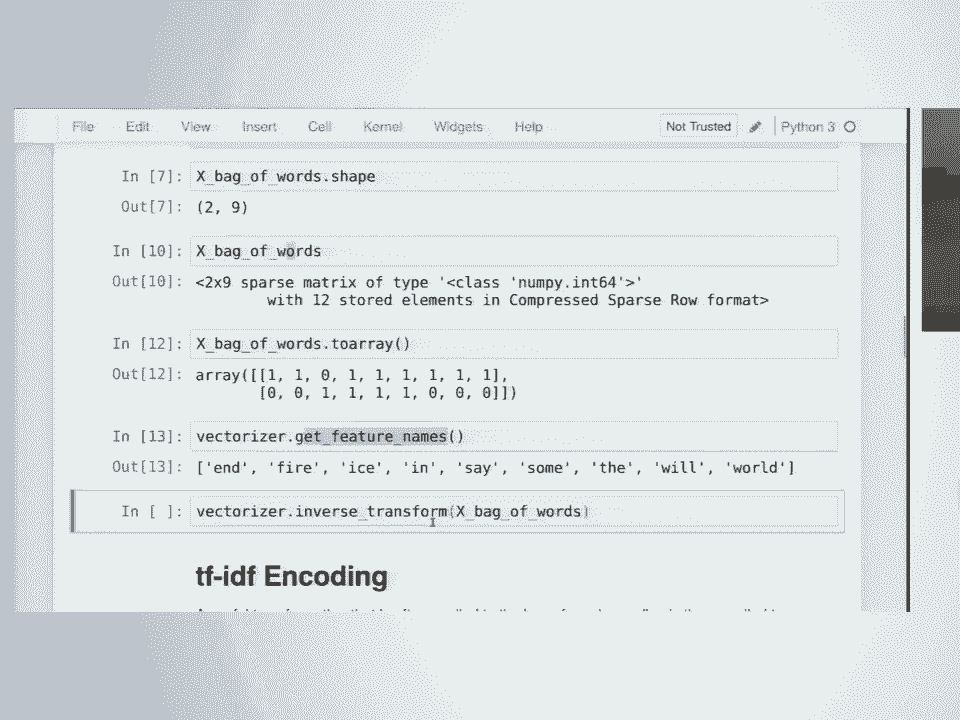 File Edit View Insert Cell Kernel Widgets Help Not Trusted Python 3
In [7]: X_bag_of_words.shape
Out[7]: (2, 9)
In [10]: X_bag_of_words
Out[10]: <2x9 sparse matrix of type '<class 'numpy.int64'>'
with 12 stored elements in Compressed Sparse Row format>
In [12]: X_bag_of_words.toarray()
Out[12]: array([[1, 1, 0, 1, 1, 1, 1, 1, 1],
[0, 0, 1, 1, 1, 1, 0, 0, 0]])
In [13]: vectorizer.get_feature_names()
Out[13]: ['end', 'fire', 'ice', 'in', 'say', 'some', 'the', 'will', 'world']
In [ ]: vectorizer.inverse_transform(X_bag_of_words)
tf-idf Encoding